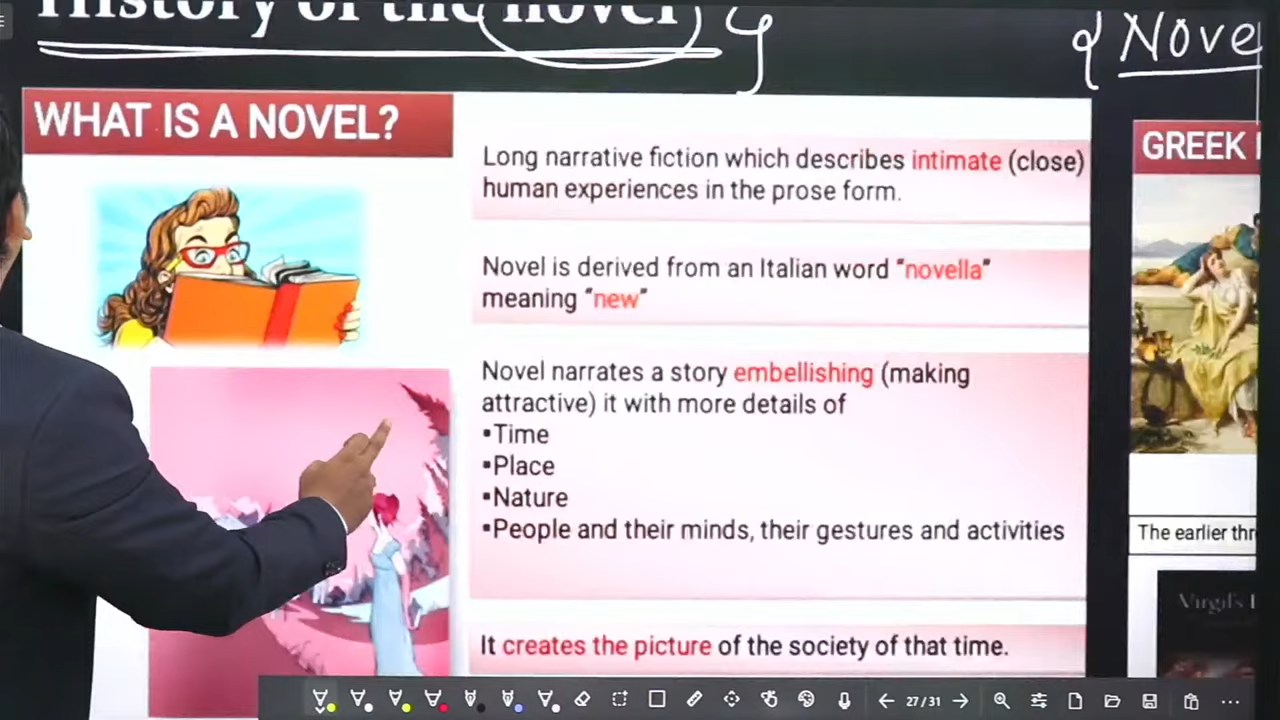 History of the novel
Nove
WHAT IS A NOVEL?
Long narrative fiction which describes intimate (close)
human experiences in the prose form.
Novel is derived from an Italian word “novella”
meaning “new”
Novel narrates a story embellishing (making
attractive) it with more details of
▪Time
▪Place
▪Nature
▪People and their minds, their gestures and activities
It creates the picture of the society of that time.
GREEK
The earlier thr
Virgil's
27/31